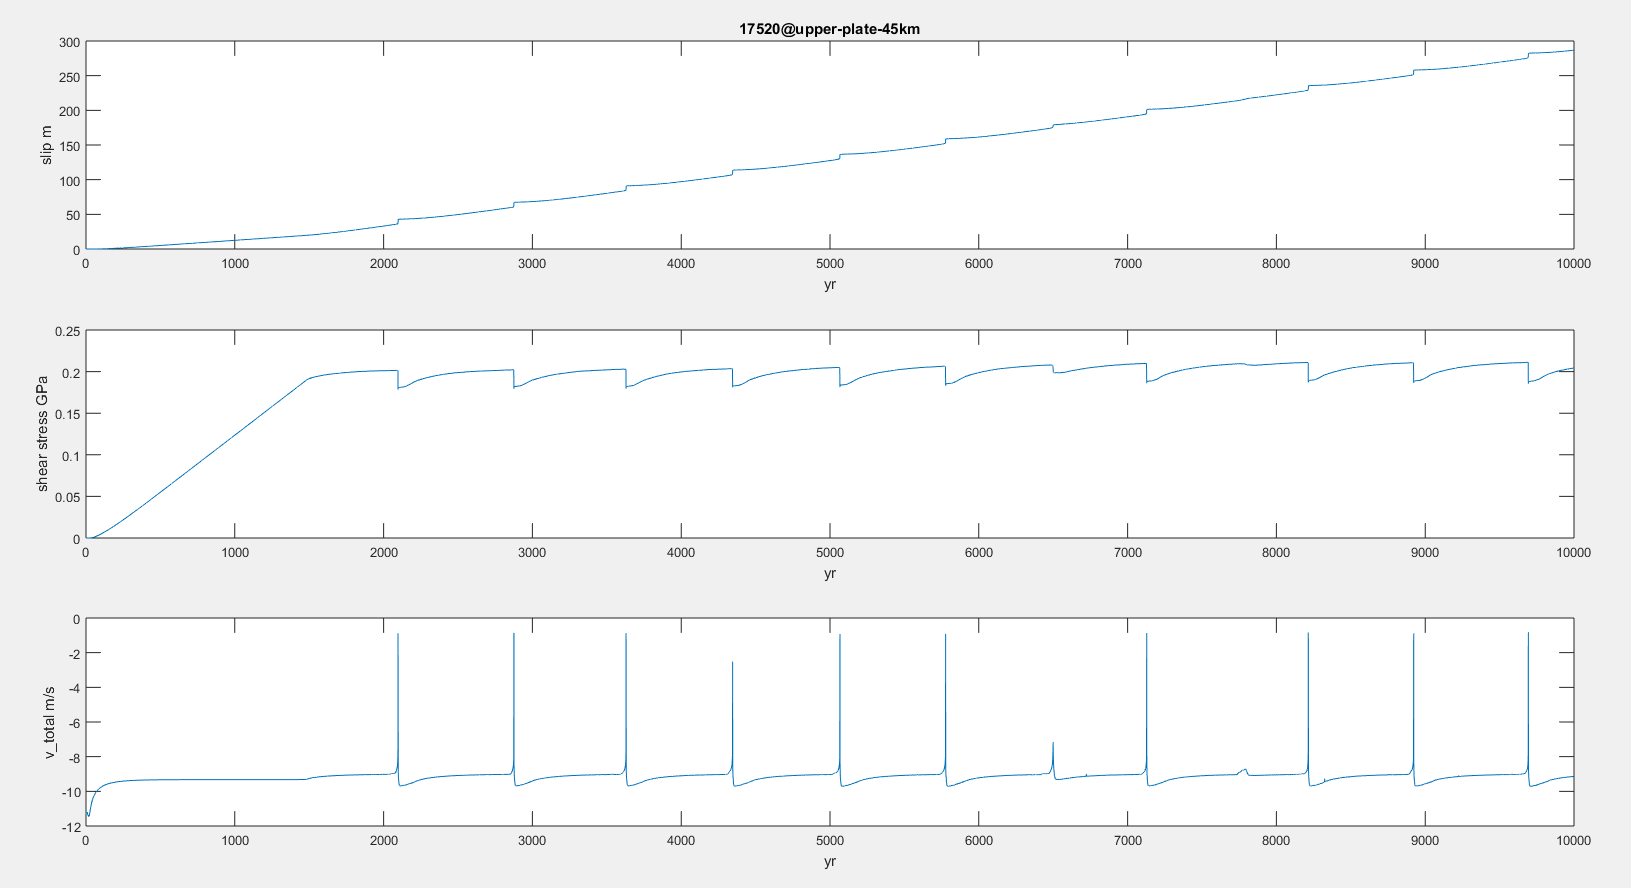 17520@upper-plate-45km
300
250
200
150
100
50
0
slip m
0 1000 2000 3000 4000 5000 6000 7000 8000 9000 10000
yr
0.25
0.2
0.15
0.1
0.05
0
shear stress GPa
0 1000 2000 3000 4000 5000 6000 7000 8000 9000 10000
yr
0
-2
-4
-6
-8
-10
-12
v_total m/s
0 1000 2000 3000 4000 5000 6000 7000 8000 9000 10000
yr